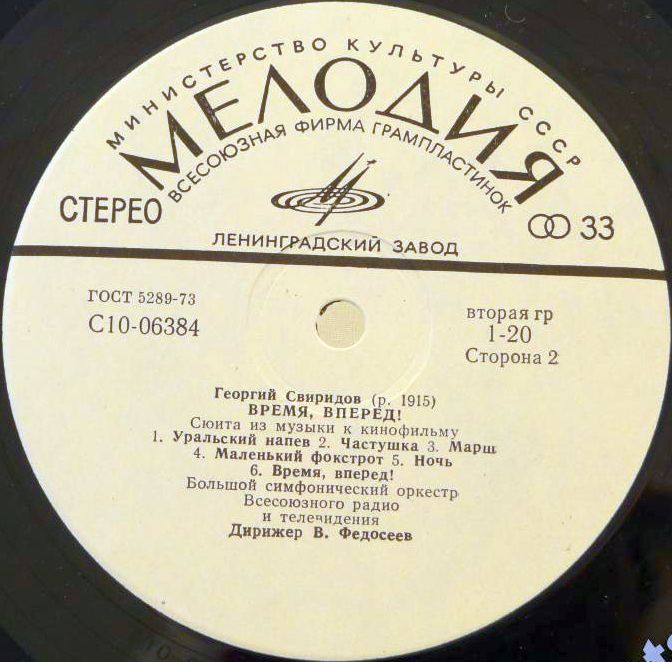 МИНИСТЕРСТВО КУЛЬТУРЫ СССР
МЕЛОДИЯ
ВСЕСОЮЗНАЯ ФИРМА ГРАМПЛАСТИНОК
СТЕРЕО
33
ЛЕНИНГРАДСКИЙ ЗАВОД
ГОСТ 5289-73
С10-06384
вторая гр
1-20
Сторона 2
Георгий Свиридов (р. 1915)
ВРЕМЯ, ВПЕРЕД!
Сюита из музыки к кинофильму
1. Уральский напев 2. Частушка 3. Марш
4. Маленький фокстрот 5. Ночь
6. Время, вперед!
Большой симфонический оркестр
Всесоюзного радио
и телевидения
Дирижер В. Федосеев